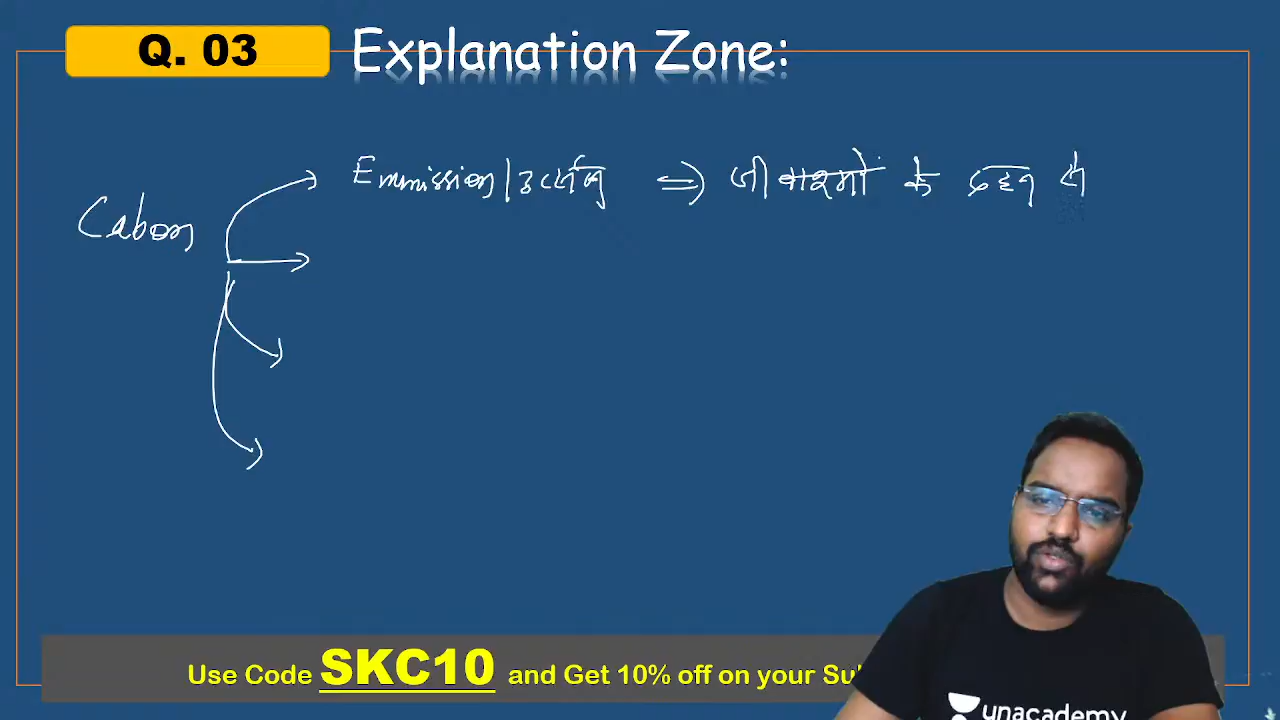 Q. 03
Explanation Zone:
Emmission | उत्सर्जन ⇒ जीवाश्मों के दहन से
Cabon
Use Code SKC10 and Get 10% off on your Su
unacademy